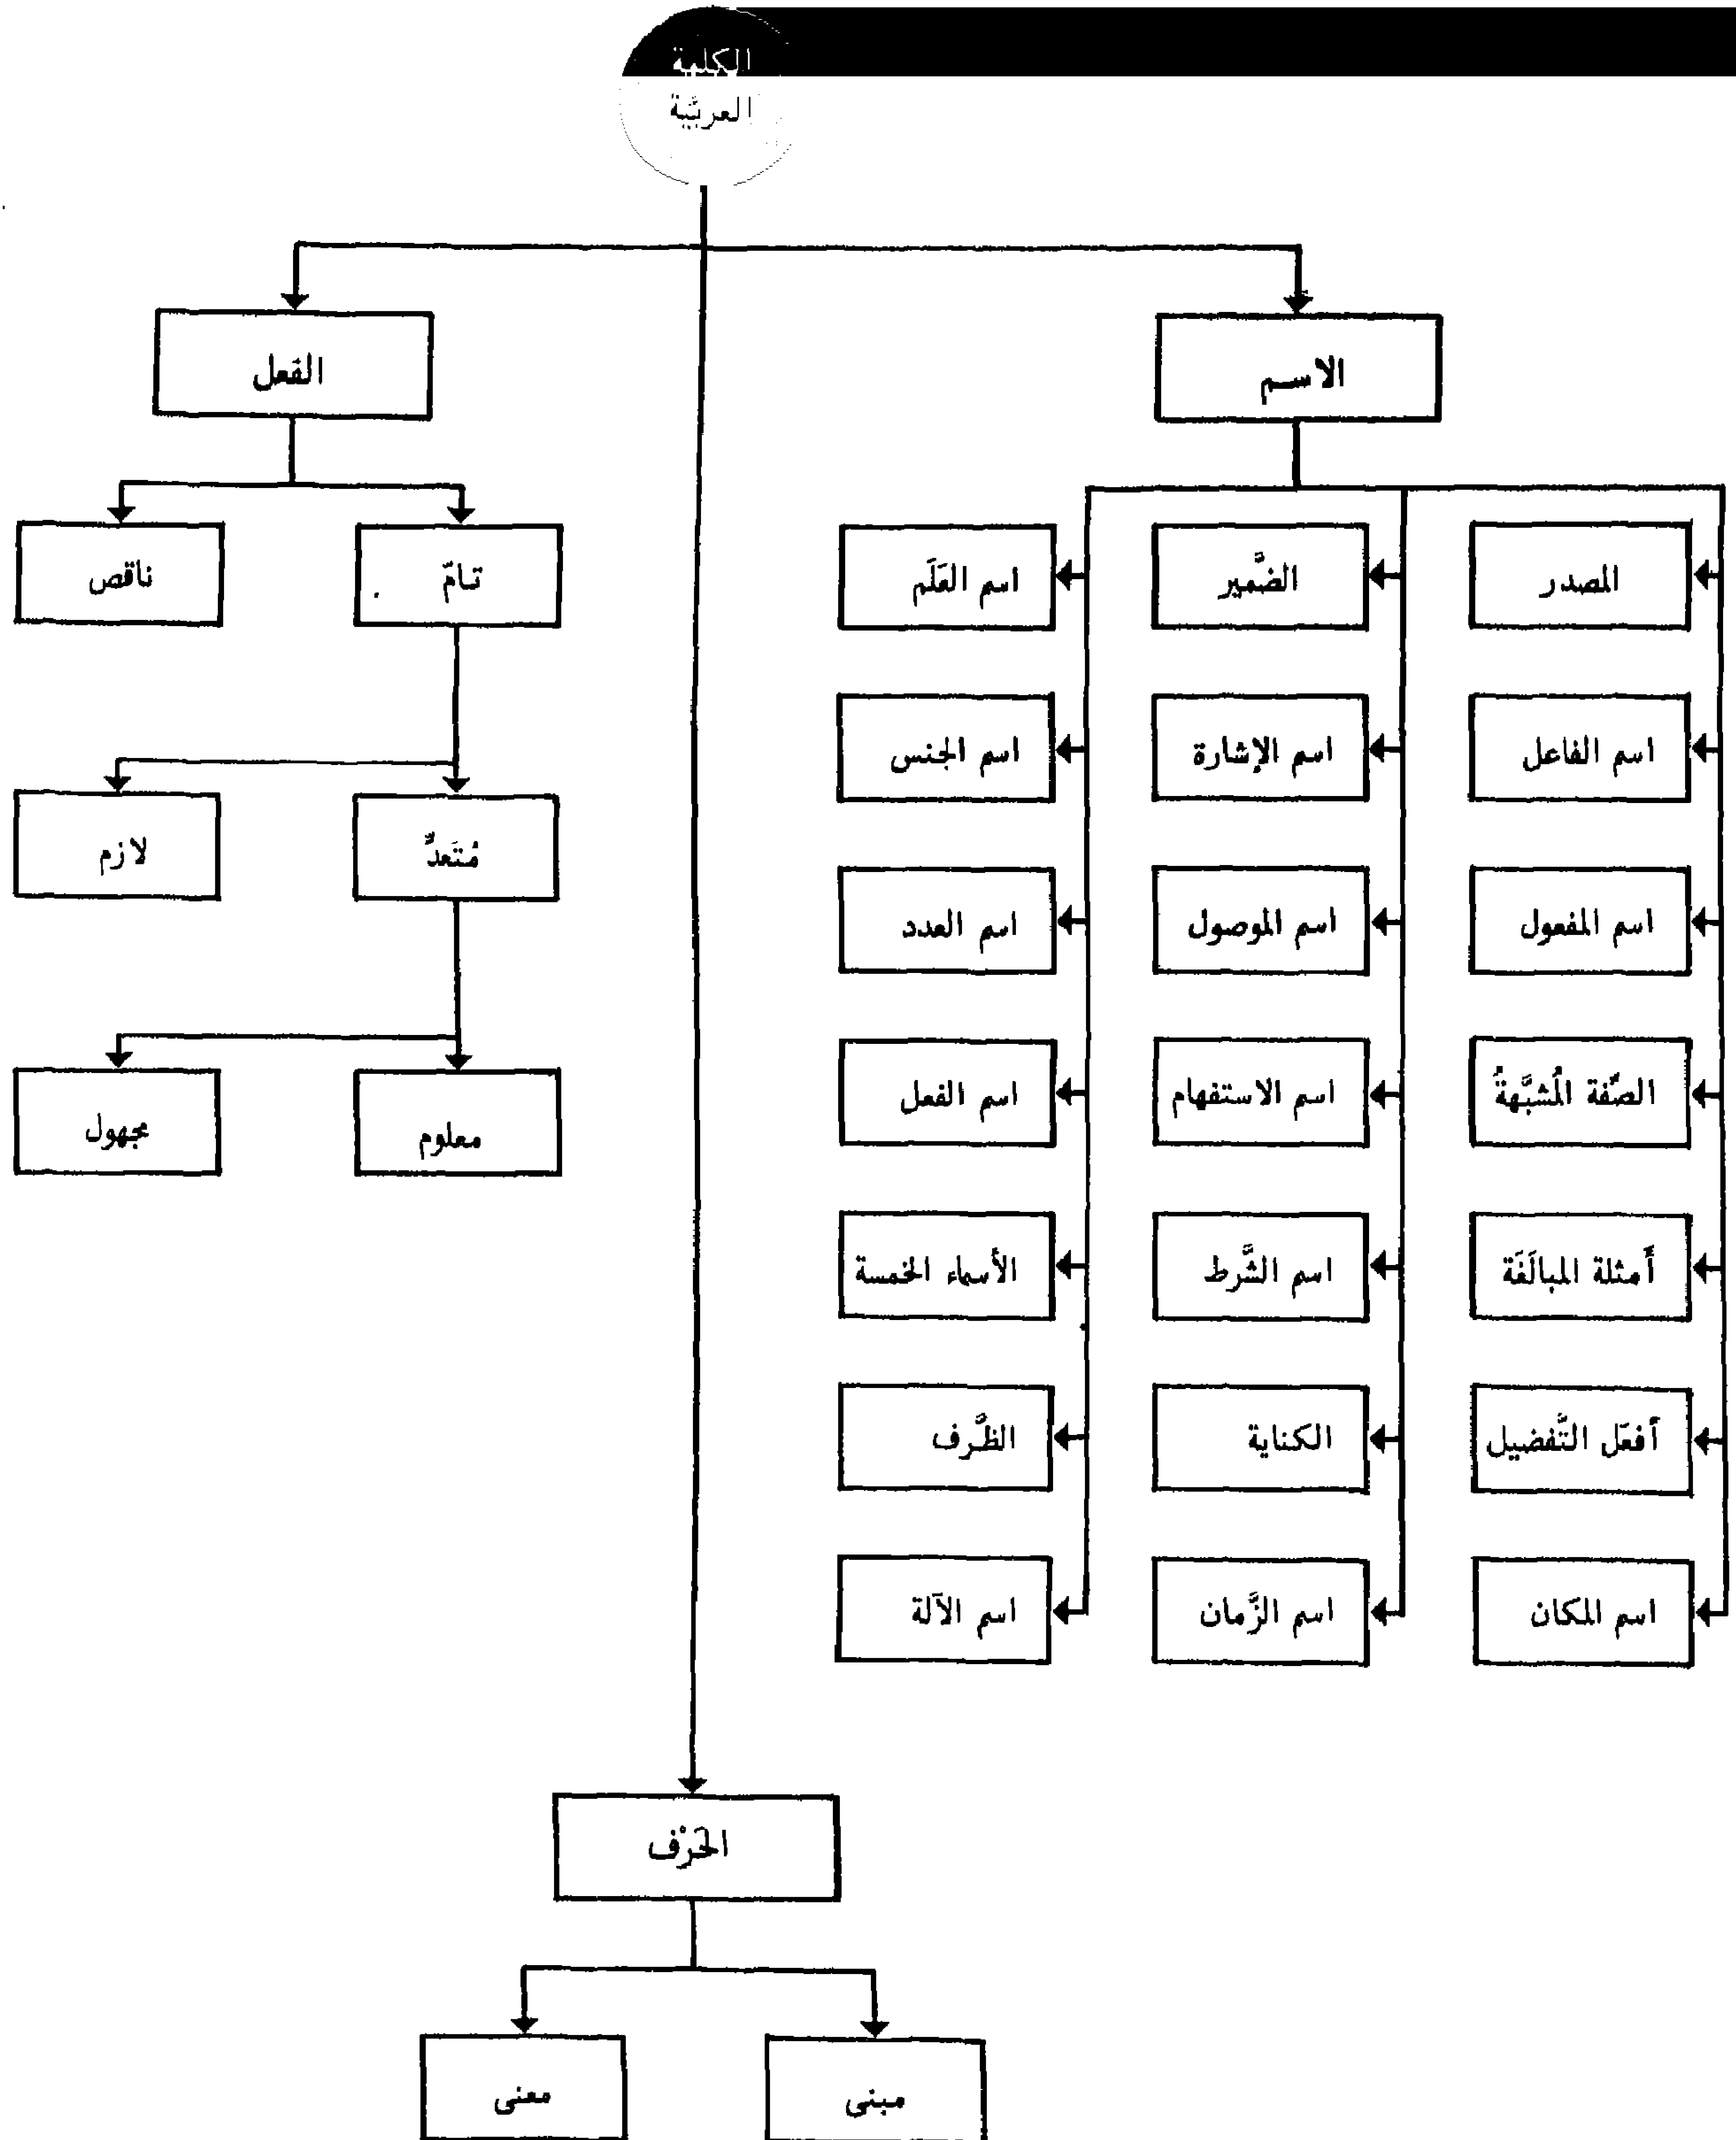 الكلمة
العربيّة
الاسم
الفعل
المصدر
الضَّمير
اسم العَلَم
تامّ
ناقص
اسم الفاعل
اسم الإشارة
اسم الجنس
مُتَعدٍّ
لازم
اسم المفعول
اسم الموصول
اسم العدد
الصِّفة المُشبَّهةُ
اسم الاستفهام
اسم الفعل
معلوم
مجهول
أَمثلة المبالَغَة
اسم الشَّرط
الأسماء الخمسة
أفعَل التَّفضيل
الكناية
الظَّرف
اسم المكان
اسم الزَّمان
اسم الآلة
الحَرْف
مبنى
معنى